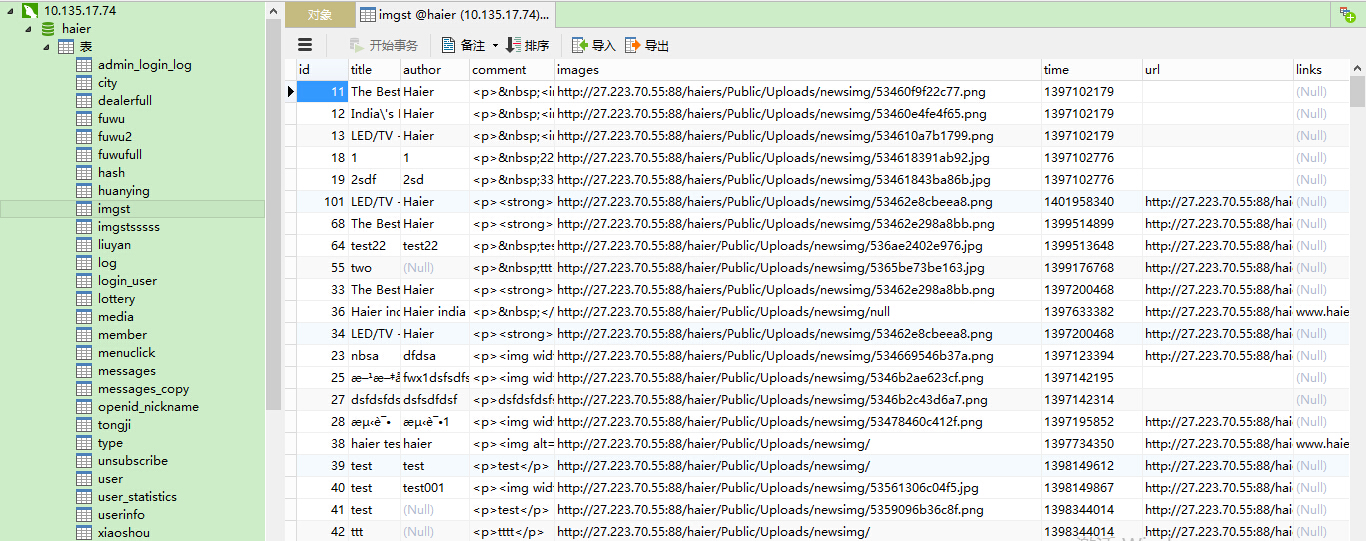 10.135.17.74
haier
表
admin_login_log
city
dealerfull
fuwu
fuwu2
fuwufull
hash
huanying
imgst
imgstsssss
liuyan
log
login_user
lottery
media
member
menuclick
messages
messages_copy
openid_nickname
tongji
type
unsubscribe
user
user_statistics
userinfo
xiaoshou
对象 imgst @haier (10.135.17.74)...
开始事务 备注 排序 导入 导出
id title author comment images time url links
11 The Best Haier <p>&nbsp;<in http://27.223.70.55:88/haiers/Public/Uploads/newsimg/53460f9f22c77.png 1397102179 (Null)
12 India\'s Haier <p>&nbsp;<in http://27.223.70.55:88/haiers/Public/Uploads/newsimg/53460e4fe4f65.png 1397102179 (Null)
13 LED/TV - Haier <p>&nbsp;<in http://27.223.70.55:88/haiers/Public/Uploads/newsimg/534610a7b1799.png 1397102179 (Null)
18 1 1 <p>&nbsp;22 http://27.223.70.55:88/haiers/Public/Uploads/newsimg/534618391ab92.jpg 1397102776 (Null)
19 2sdf 2sd <p>&nbsp;33 http://27.223.70.55:88/haiers/Public/Uploads/newsimg/53461843ba86b.jpg 1397102776 (Null)
101 LED/TV - Haier <p><strong> http://27.223.70.55:88/haier/Public/Uploads/newsimg/53462e8cbeea8.png 1401958340 http://27.223.70.55:88/hai (Null)
68 The Best Haier <p><strong> http://27.223.70.55:88/haier/Public/Uploads/newsimg/53462e298a8bb.png 1399514899 http://27.223.70.55:88/hai (Null)
64 test22 test22 <p>&nbsp;tes http://27.223.70.55:88/haier/Public/Uploads/newsimg/536ae2402e976.jpg 1399513648 http://27.223.70.55:88/hai (Null)
55 two (Null) <p>&nbsp;ttt http://27.223.70.55:88/haier/Public/Uploads/newsimg/5365be73be163.jpg 1399176768 http://27.223.70.55:88/hai (Null)
33 The Best Haier <p><strong> http://27.223.70.55:88/haier/Public/Uploads/newsimg/53462e298a8bb.png 1397200468 http://27.223.70.55:88/hai (Null)
36 Haier inc Haier india <p>&nbsp;</ http://27.223.70.55:88/haier/Public/Uploads/newsimg/null 1397633382 http://27.223.70.55:88/hai www.haie
34 LED/TV - Haier <p><strong> http://27.223.70.55:88/haier/Public/Uploads/newsimg/53462e8cbeea8.png 1397200468 http://27.223.70.55:88/hai (Null)
23 nbsa dfdsa <p><img wid http://27.223.70.55:88/haiers/Public/Uploads/newsimg/534669546b37a.png 1397123394 http://27.223.70.55:88/hai (Null)
25 æ–¹æ–‡å fwx1dsfsdfs <p><img wid http://27.223.70.55:88/haiers/Public/Uploads/newsimg/5346b2ae623cf.png 1397142195 (Null)
27 dsfdsfds dsfsdfdsf <p>dsfdsfdsf http://27.223.70.55:88/haiers/Public/Uploads/newsimg/5346b2c43d6a7.png 1397142314 (Null)
28 æµ‹è¯• æµ‹è¯•1 <p><img wid http://27.223.70.55:88/haiers/Public/Uploads/newsimg/53478460c412f.png 1397195852 http://27.223.70.55:88/hai (Null)
38 haier tes haier <p><img alt= http://27.223.70.55:88/haier/Public/Uploads/newsimg/ 1397734350 http://27.223.70.55:88/hai www.haie
39 test test <p>test</p> http://27.223.70.55:88/haier/Public/Uploads/newsimg/ 1398149612 http://27.223.70.55:88/hai (Null)
40 test test001 <p><img wid http://27.223.70.55:88/haier/Public/Uploads/newsimg/53561306c04f5.jpg 1398149867 http://27.223.70.55:88/hai (Null)
41 test (Null) <p>test</p> http://27.223.70.55:88/haier/Public/Uploads/newsimg/5359096b36c8f.png 1398344014 http://27.223.70.55:88/hai (Null)
42 ttt (Null) <p>tttt</p> http://27.223.70.55:88/haier/Public/Uploads/newsimg/ 1398344014 http://27.223.70.55:88/hai (Null)